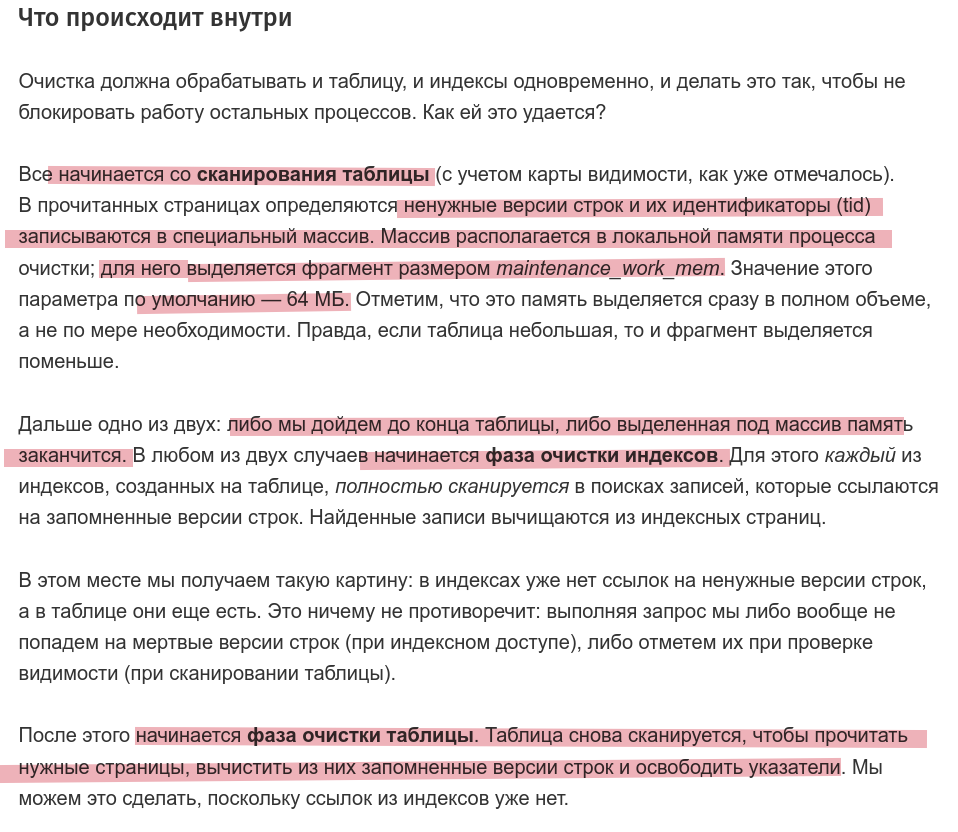 Что происходит внутри
Очистка должна обрабатывать и таблицу, и индексы одновременно, и делать это так, чтобы не
блокировать работу остальных процессов. Как ей это удается?
Все начинается со сканирования таблицы (с учетом карты видимости, как уже отмечалось).
В прочитанных страницах определяются ненужные версии строк и их идентификаторы (tid)
записываются в специальный массив. Массив располагается в локальной памяти процесса
очистки; для него выделяется фрагмент размером maintenance_work_mem. Значение этого
параметра по умолчанию — 64 МБ. Отметим, что эта память выделяется сразу в полном объеме,
а не по мере необходимости. Правда, если таблица небольшая, то и фрагмент выделяется
поменьше.
Дальше одно из двух: либо мы дойдем до конца таблицы, либо выделенная под массив память
закончится. В любом из двух случаев начинается фаза очистки индексов. Для этого каждый из
индексов, созданных на таблице, полностью сканируется в поисках записей, которые ссылаются
на запомненные версии строк. Найденные записи вычищаются из индексных страниц.
В этом месте мы получаем такую картину: в индексах уже нет ссылок на ненужные версии строк,
а в таблице они еще есть. Это ничему не противоречит: выполняя запрос мы либо вообще не
попадем на мертвые версии строк (при индексном доступе), либо отметем их при проверке
видимости (при сканировании таблицы).
После этого начинается фаза очистки таблицы. Таблица снова сканируется, чтобы прочитать
нужные страницы, вычистить из них запомненные версии строк и освободить указатели. Мы
можем это сделать, поскольку ссылок из индексов уже нет.